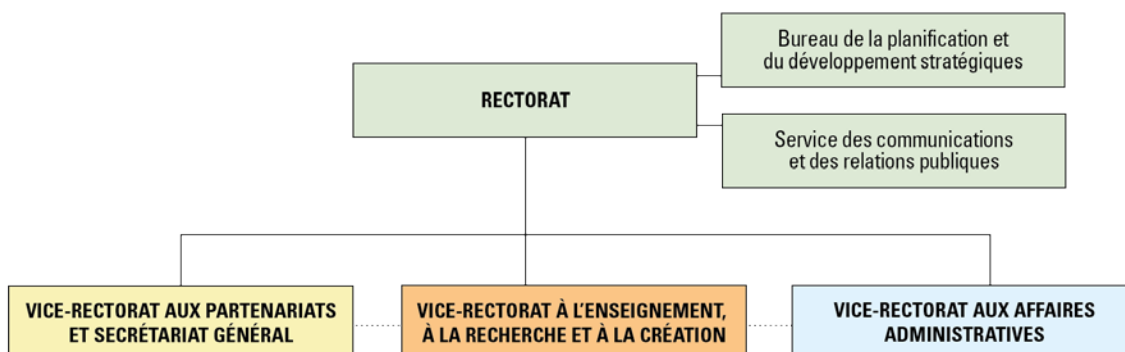 Bureau de la planification et
du développement stratégiques
RECTORAT
Service des communications
et des relations publiques
VICE-RECTORAT AUX PARTENARIATS
ET SECRÉTARIAT GÉNÉRAL
VICE-RECTORAT À L'ENSEIGNEMENT,
À LA RECHERCHE ET À LA CRÉATION
VICE-RECTORAT AUX AFFAIRES
ADMINISTRATIVES